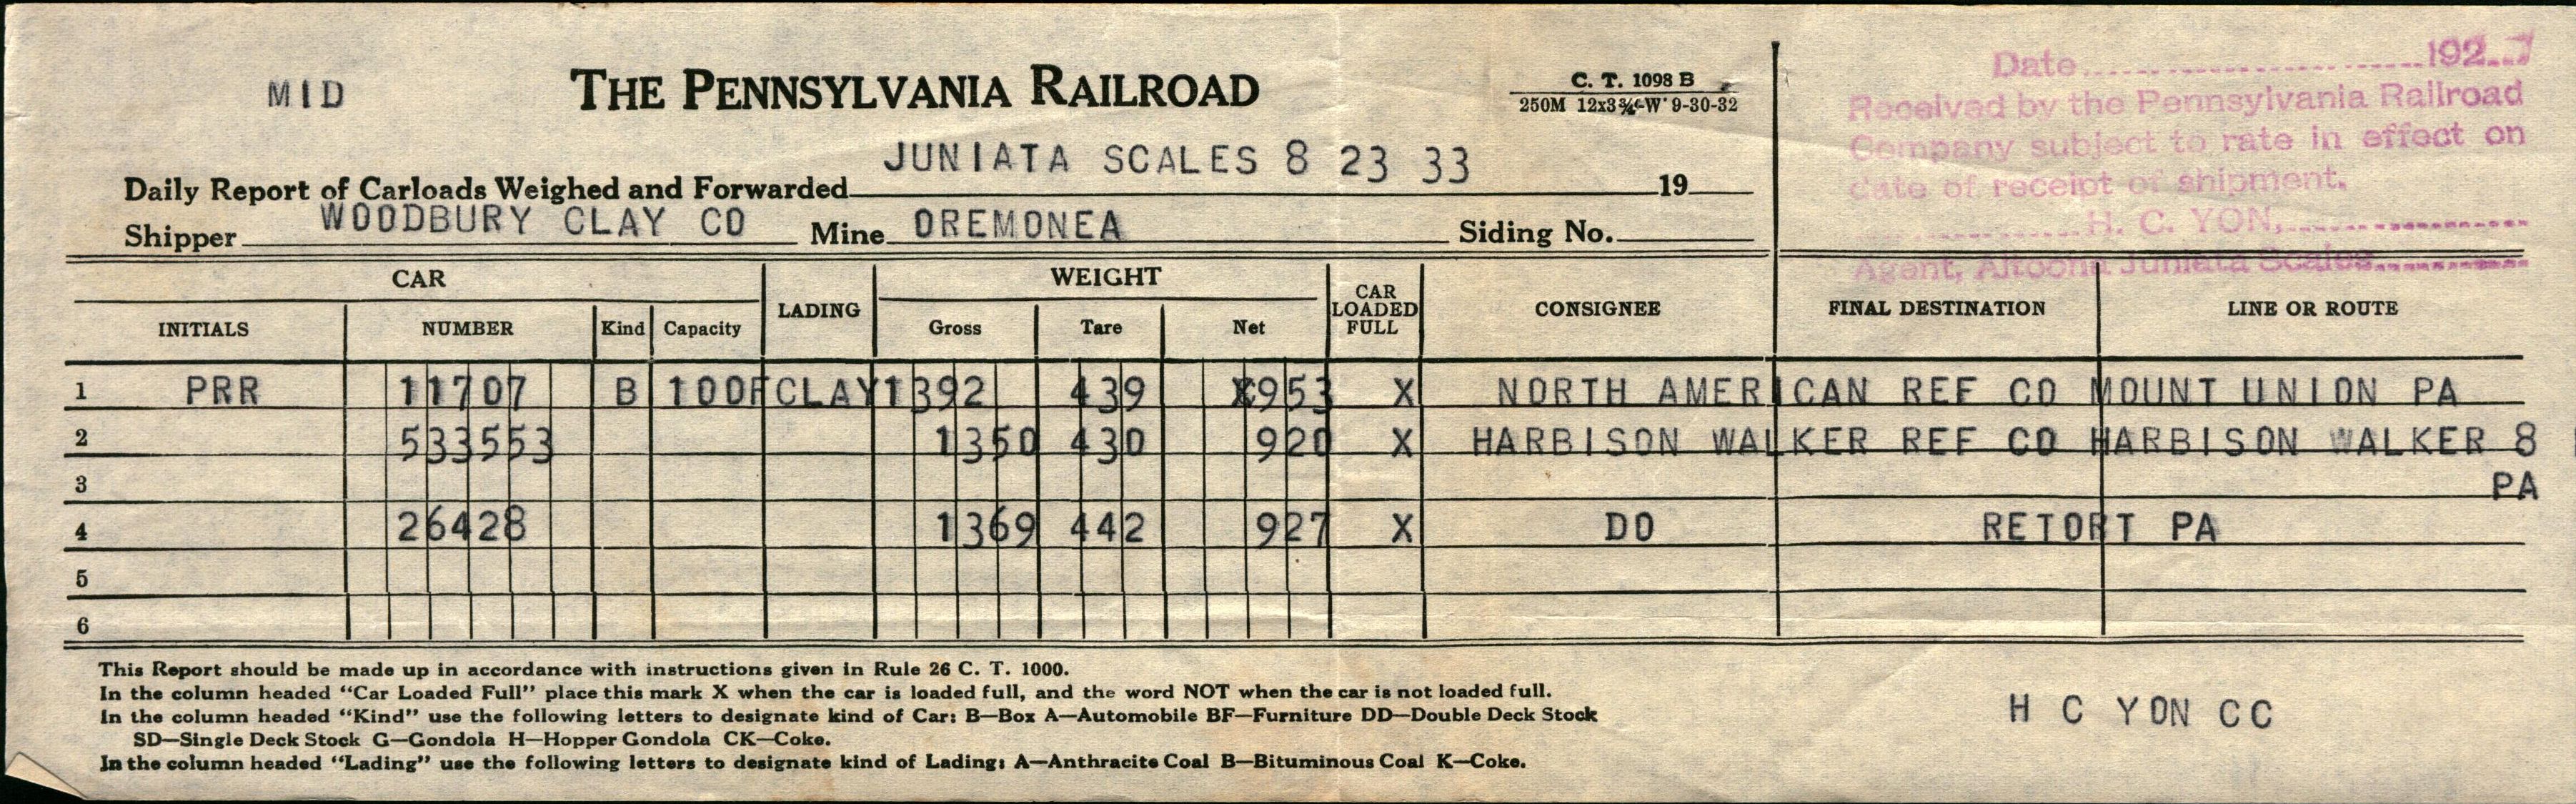 MID
THE PENNSYLVANIA RAILROAD
C. T. 1098 B
250M 12x3¾-W 9-30-32
Date 192 7
Received by the Pennsylvania Railroad
Company subject to rate in effect on
date of receipt of shipment.
H. C. YON,
Agent, Altoona Juniata Scales
Daily Report of Carloads Weighed and Forwarded JUNIATA SCALES 8 23 33 19
Shipper WOODBURY CLAY CO Mine OREMONEA Siding No.
CAR LADING WEIGHT CAR LOADED FULL CONSIGNEE FINAL DESTINATION LINE OR ROUTE
INITIALS NUMBER Kind Capacity Gross Tare Net
1 PRR 11707 B 100F CLAY 1392 439 X953 X NORTH AMERICAN REF CO MOUNT UNION PA
2 533553 1350 430 920 X HARBISON WALKER REF CO HARBISON WALKER 8
3 PA
4 26428 1369 442 927 X DO RETORT PA
5
6
This Report should be made up in accordance with instructions given in Rule 26 C. T. 1000.
In the column headed “Car Loaded Full” place this mark X when the car is loaded full, and the word NOT when the car is not loaded full.
In the column headed “Kind” use the following letters to designate kind of Car: B—Box A—Automobile BF—Furniture DD—Double Deck Stock
SD—Single Deck Stock G—Gondola H—Hopper Gondola CK—Coke.
In the column headed “Lading” use the following letters to designate kind of Lading: A—Anthracite Coal B—Bituminous Coal K—Coke.
H C YON CC